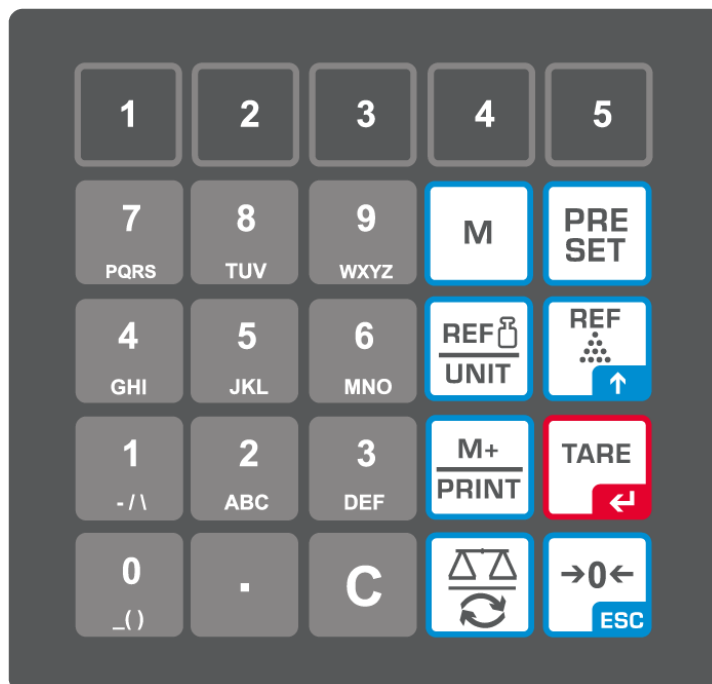 1 2 3 4 5
7 8 9 M PRE
PQRS TUV WXYZ SET
4 5 6 REF REF
GHI JKL MNO UNIT ↑
1 2 3 M+ TARE
- / \ ABC DEF PRINT ↵
0 . C →0←
_( ) ESC